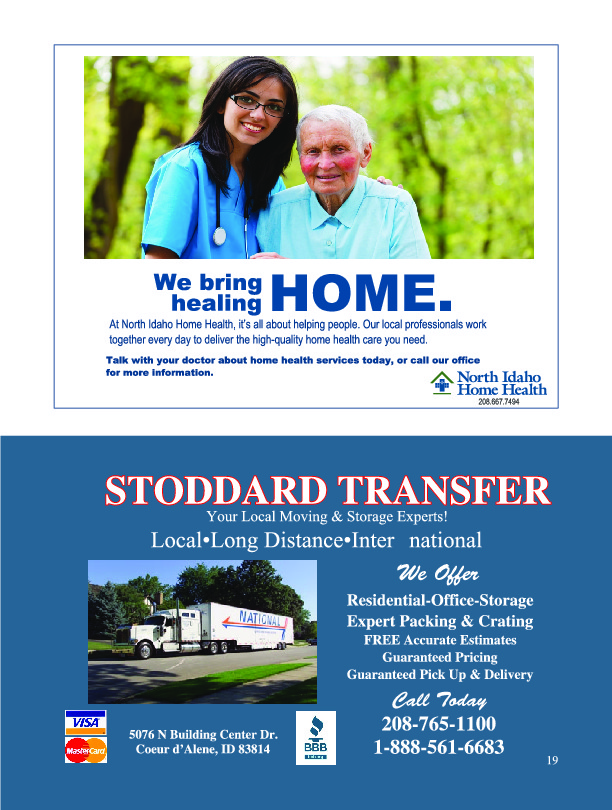 We bring
healing HOME.
At North Idaho Home Health, it's all about helping people. Our local professionals work
together every day to deliver the high-quality home health care you need.
Talk with your doctor about home health services today, or call our office
for more information.
North Idaho
Home Health
208.667.7494
STODDARD TRANSFER
Your Local Moving & Storage Experts!
Local•Long Distance•Inter national
NATIONAL
We Offer
Residential-Office-Storage
Expert Packing & Crating
FREE Accurate Estimates
Guaranteed Pricing
Guaranteed Pick Up & Delivery
Call Today
208-765-1100
1-888-561-6683
VISA
MasterCard
5076 N Building Center Dr.
Coeur d'Alene, ID 83814
BBB
19